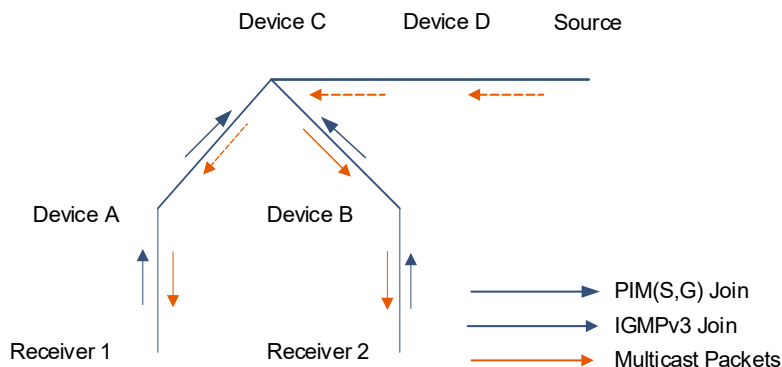 Device C
Device D
Source
Device A
Device B
Receiver 1
Receiver 2
PIM(S,G) Join
IGMPv3 Join
Multicast Packets